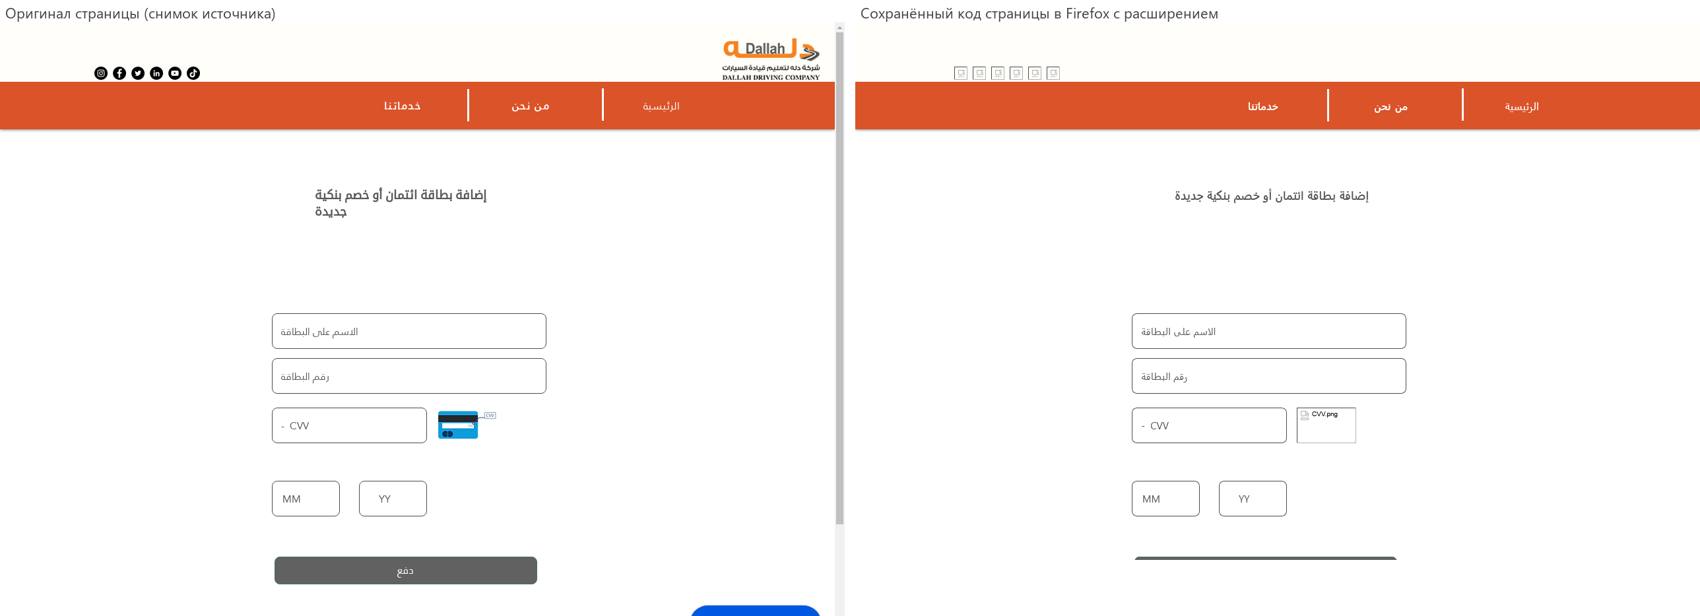 Оригинал страницы (снимок источника)
Dallah دله
شركة دله لتعليم قيادة السيارات
DALLAH DRIVING COMPANY
الرئيسية
من نحن
خدماتنا
إضافة بطاقة ائتمان أو خصم بنكية
جديدة
الاسم على البطاقة
رقم البطاقة
- CVV
CVV
MM
YY
دفع
Сохранённый код страницы в Firefox с расширением
الرئيسية
من نحن
خدماتنا
إضافة بطاقة ائتمان أو خصم بنكية جديدة
الاسم على البطاقة
رقم البطاقة
- CVV
CVV.png
MM
YY